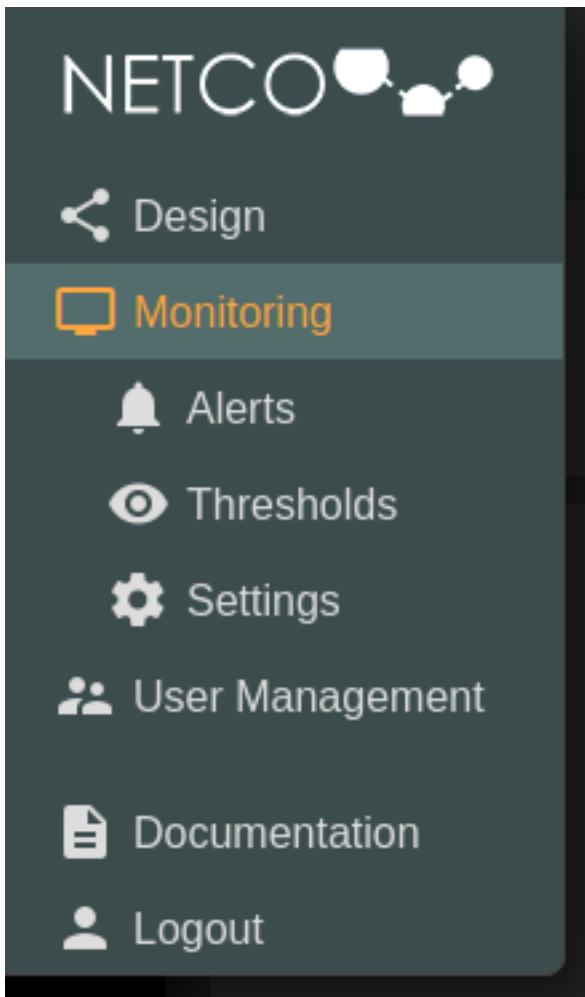 NETCO
Design
Monitoring
Alerts
Thresholds
Settings
User Management
Documentation
Logout